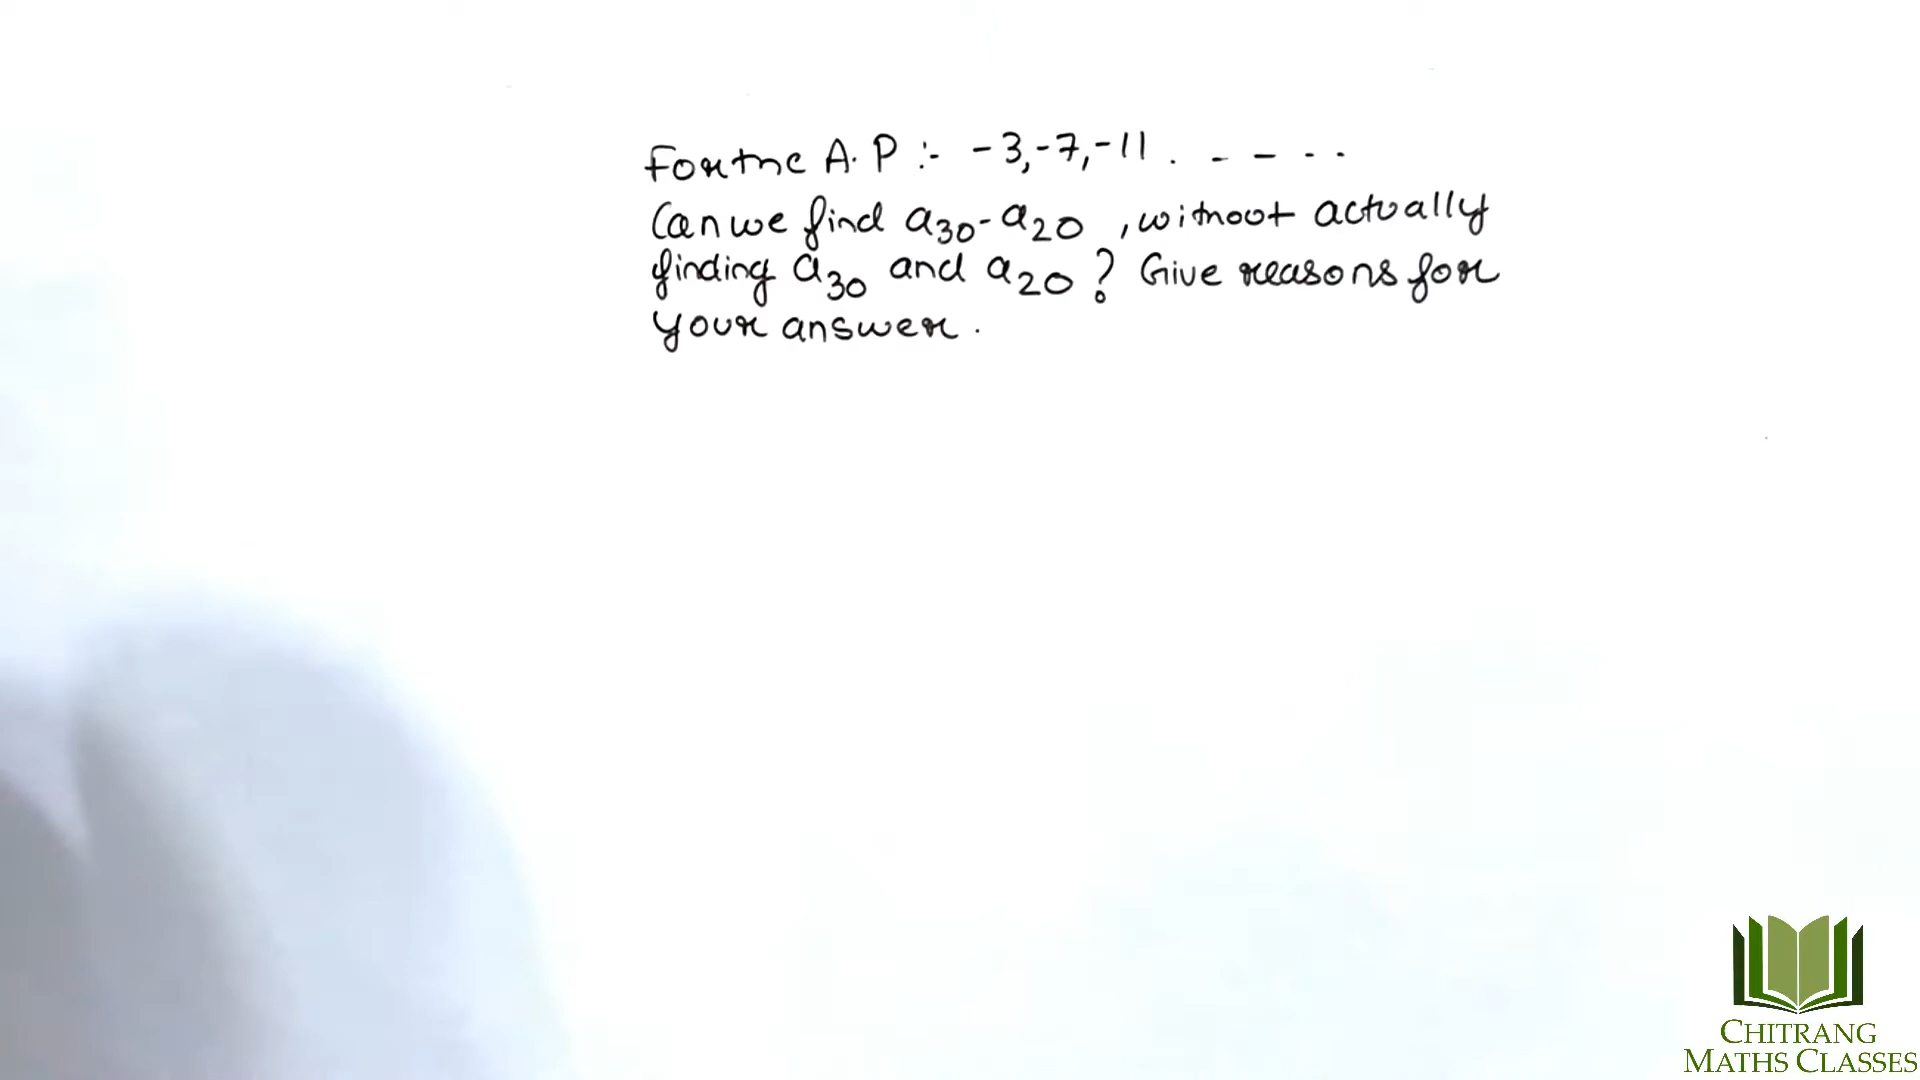 For the A.P :- -3, -7, -11 . - - . .
Can we find a₃₀ - a₂₀ , without actually
finding a₃₀ and a₂₀ ? Give reasons for
your answer .
CHITRANG
MATHS CLASSES